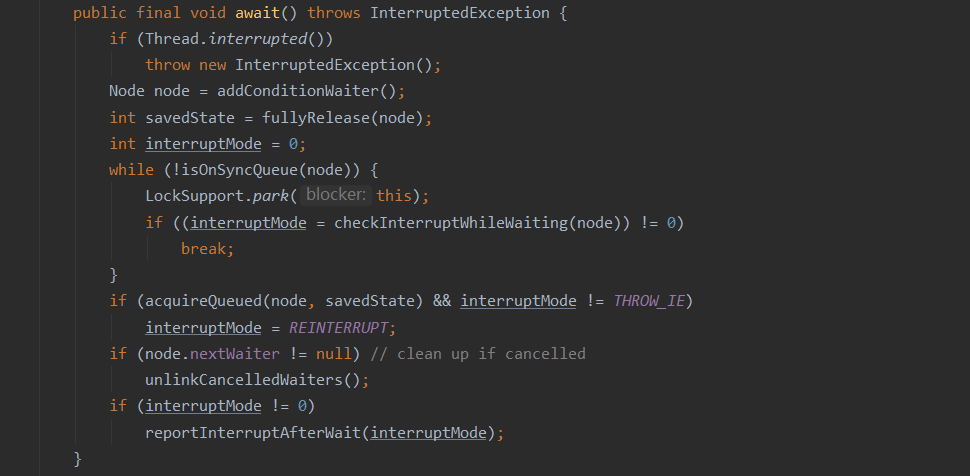 public final void await() throws InterruptedException {
if (Thread.interrupted())
throw new InterruptedException();
Node node = addConditionWaiter();
int savedState = fullyRelease(node);
int interruptMode = 0;
while (!isOnSyncQueue(node)) {
LockSupport.park( blocker: this);
if ((interruptMode = checkInterruptWhileWaiting(node)) != 0)
break;
}
if (acquireQueued(node, savedState) && interruptMode != THROW_IE)
interruptMode = REINTERRUPT;
if (node.nextWaiter != null) // clean up if cancelled
unlinkCancelledWaiters();
if (interruptMode != 0)
reportInterruptAfterWait(interruptMode);
}